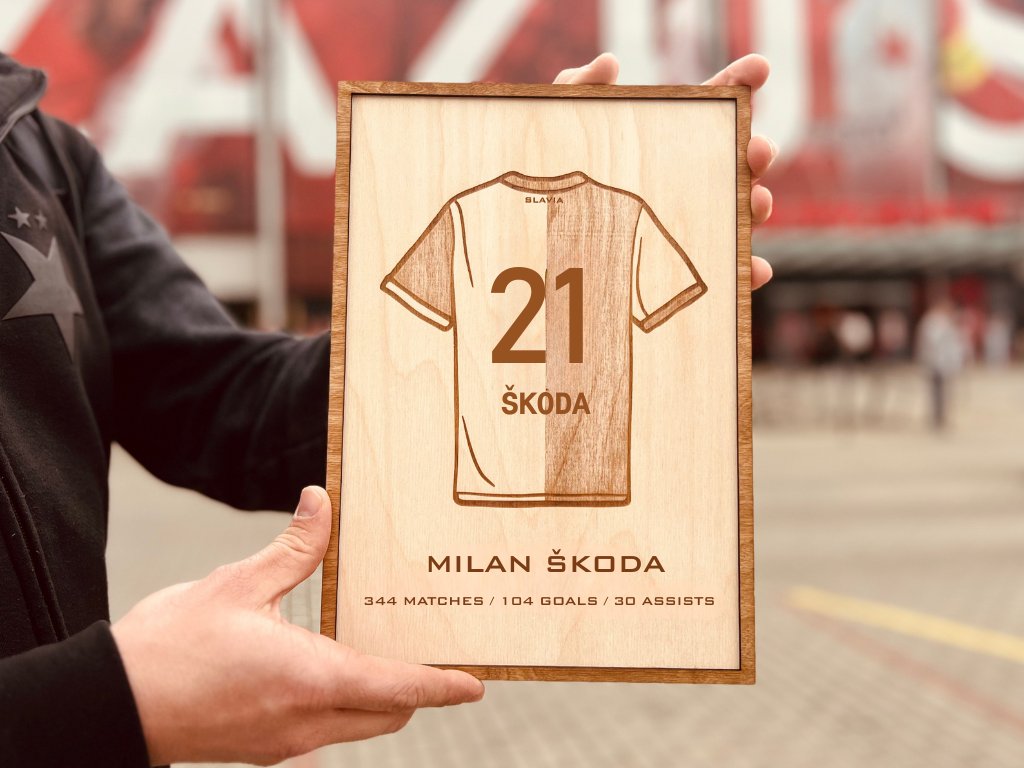 SLAVIA
21
ŠKODA
MILAN ŠKODA
344 MATCHES / 104 GOALS / 30 ASSISTS